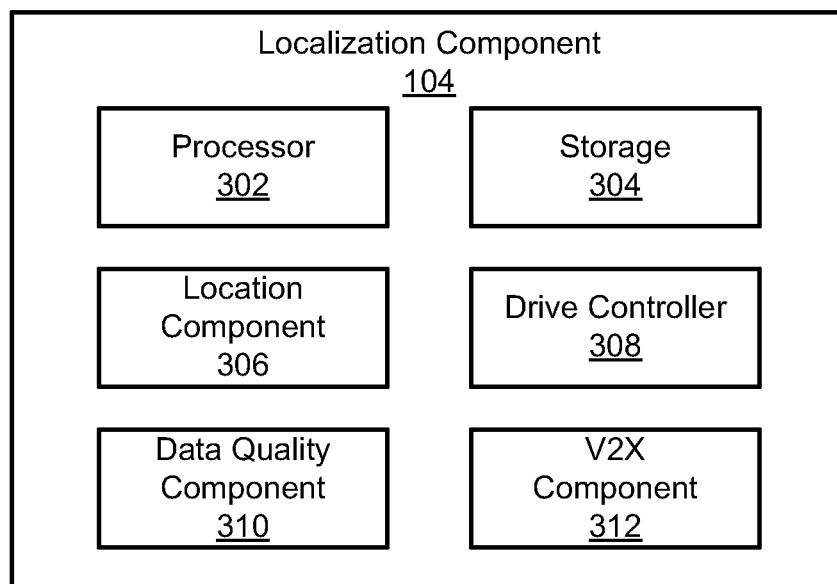 Localization Component
104
Processor
302
Storage
304
Location
Component
306
Drive Controller
308
Data Quality
Component
310
V2X
Component
312